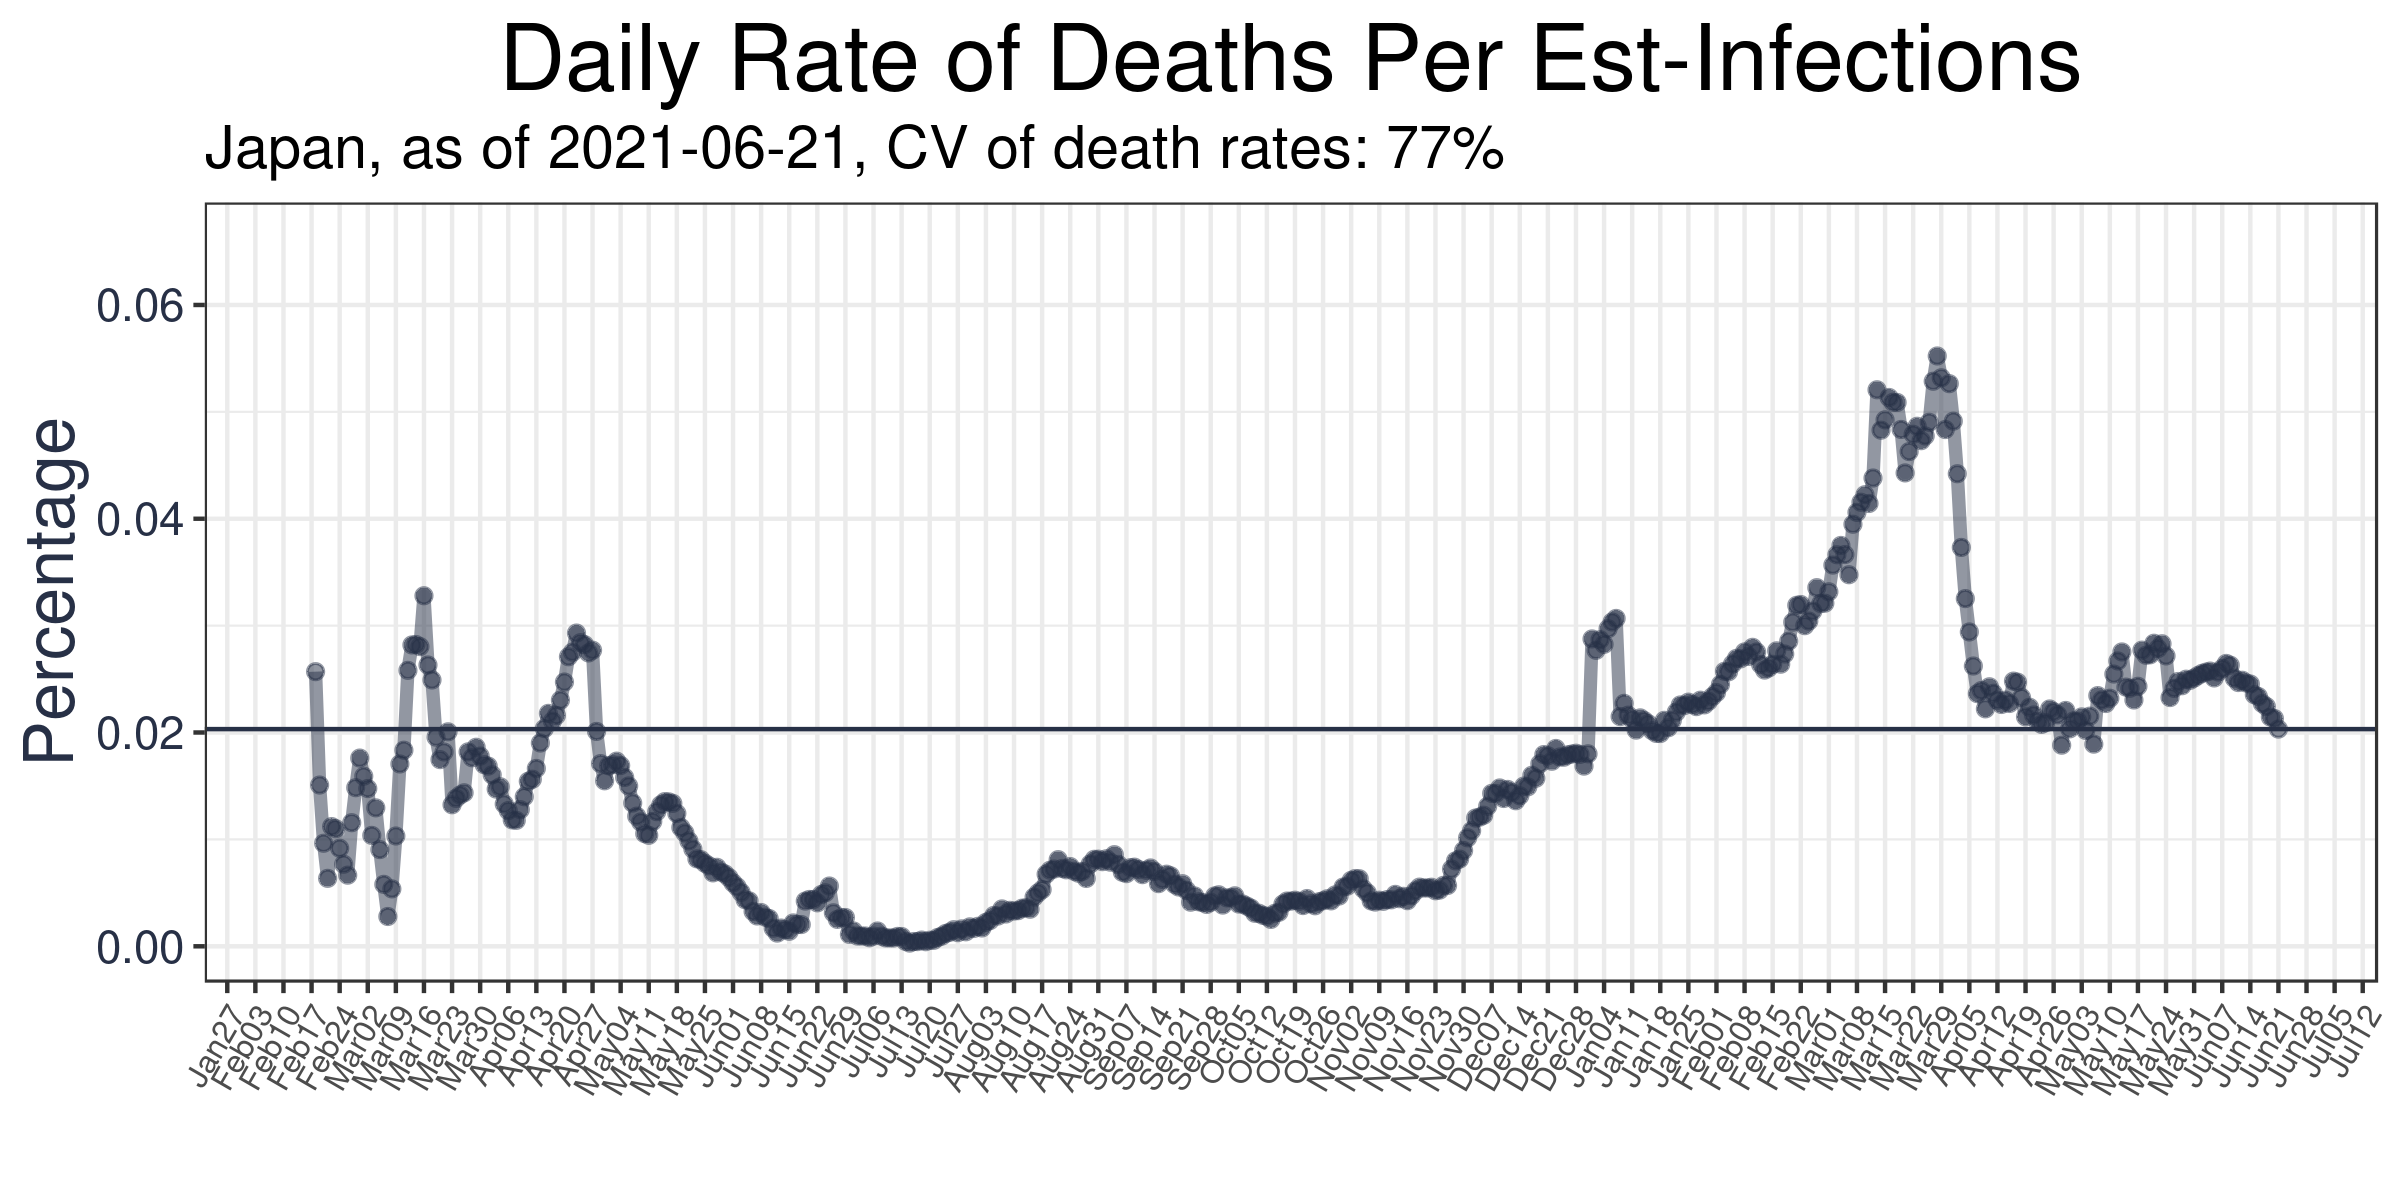 Daily Rate of Deaths Per Est-Infections
Japan, as of 2021-06-21, CV of death rates: 77%
Percentage
0.06
0.04
0.02
0.00
Jan27
Feb03
Feb10
Feb17
Feb24
Mar02
Mar09
Mar16
Mar23
Mar30
Apr06
Apr13
Apr20
Apr27
May04
May11
May18
May25
Jun01
Jun08
Jun15
Jun22
Jun29
Jul06
Jul13
Jul20
Jul27
Aug03
Aug10
Aug17
Aug24
Aug31
Sep07
Sep14
Sep21
Sep28
Oct05
Oct12
Oct19
Oct26
Nov02
Nov09
Nov16
Nov23
Nov30
Dec07
Dec14
Dec21
Dec28
Jan04
Jan11
Jan18
Jan25
Feb01
Feb08
Feb15
Feb22
Mar01
Mar08
Mar15
Mar22
Mar29
Apr05
Apr12
Apr19
Apr26
May03
May10
May17
May24
May31
Jun07
Jun14
Jun21
Jun28
Jul05
Jul12